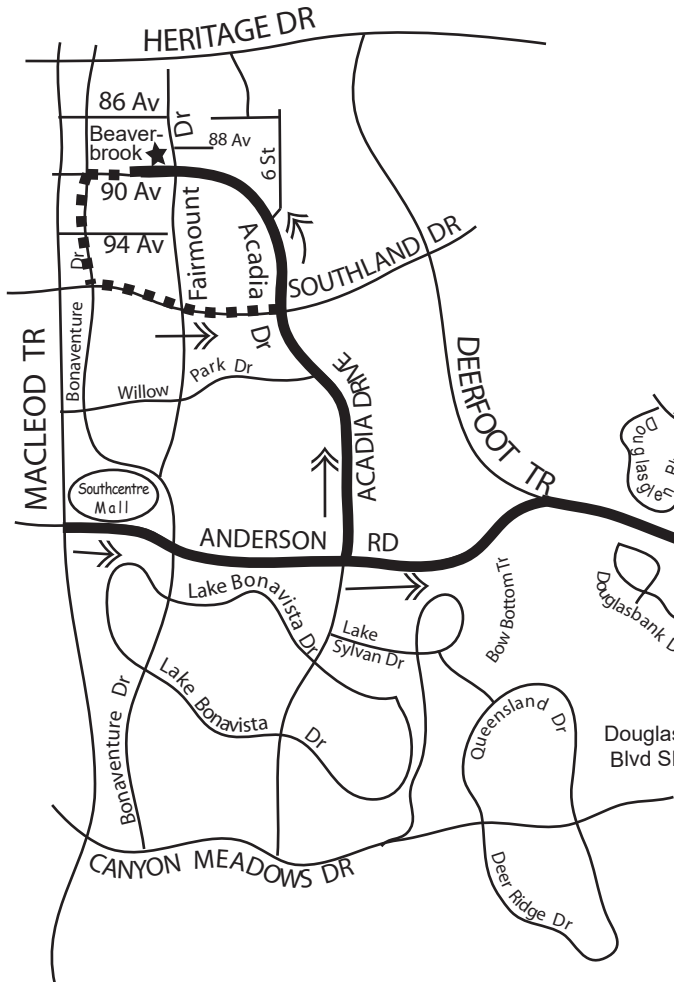 HERITAGE DR
86 Av
Dr
Beaver-
brook
88 Av
6 St
90 Av
Fairmount
Acadia
Dr
94 Av
Dr
Bonaventure
SOUTHLAND DR
MACLEOD TR
Willow Park Dr
ACADIA DRIVE
DEERFOOT TR
Douglasglen
Southcentre
Mall
ANDERSON RD
Lake Bonavista Dr
Lake
Sylvan Dr
Bow Bottom Tr
Douglasbank
Lake Bonavista Dr
Bonaventure Dr
Queensland Dr
Douglas
Blvd
CANYON MEADOWS DR
Deer Ridge Dr